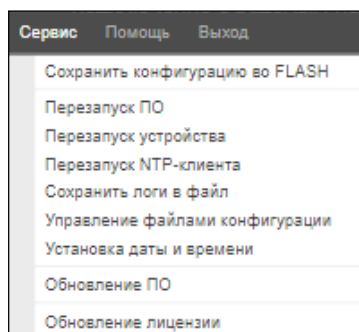 Сервис Помощь Выход
Сохранить конфигурацию во FLASH
Перезапуск ПО
Перезапуск устройства
Перезапуск NTP-клиента
Сохранить логи в файл
Управление файлами конфигурации
Установка даты и времени
Обновление ПО
Обновление лицензии